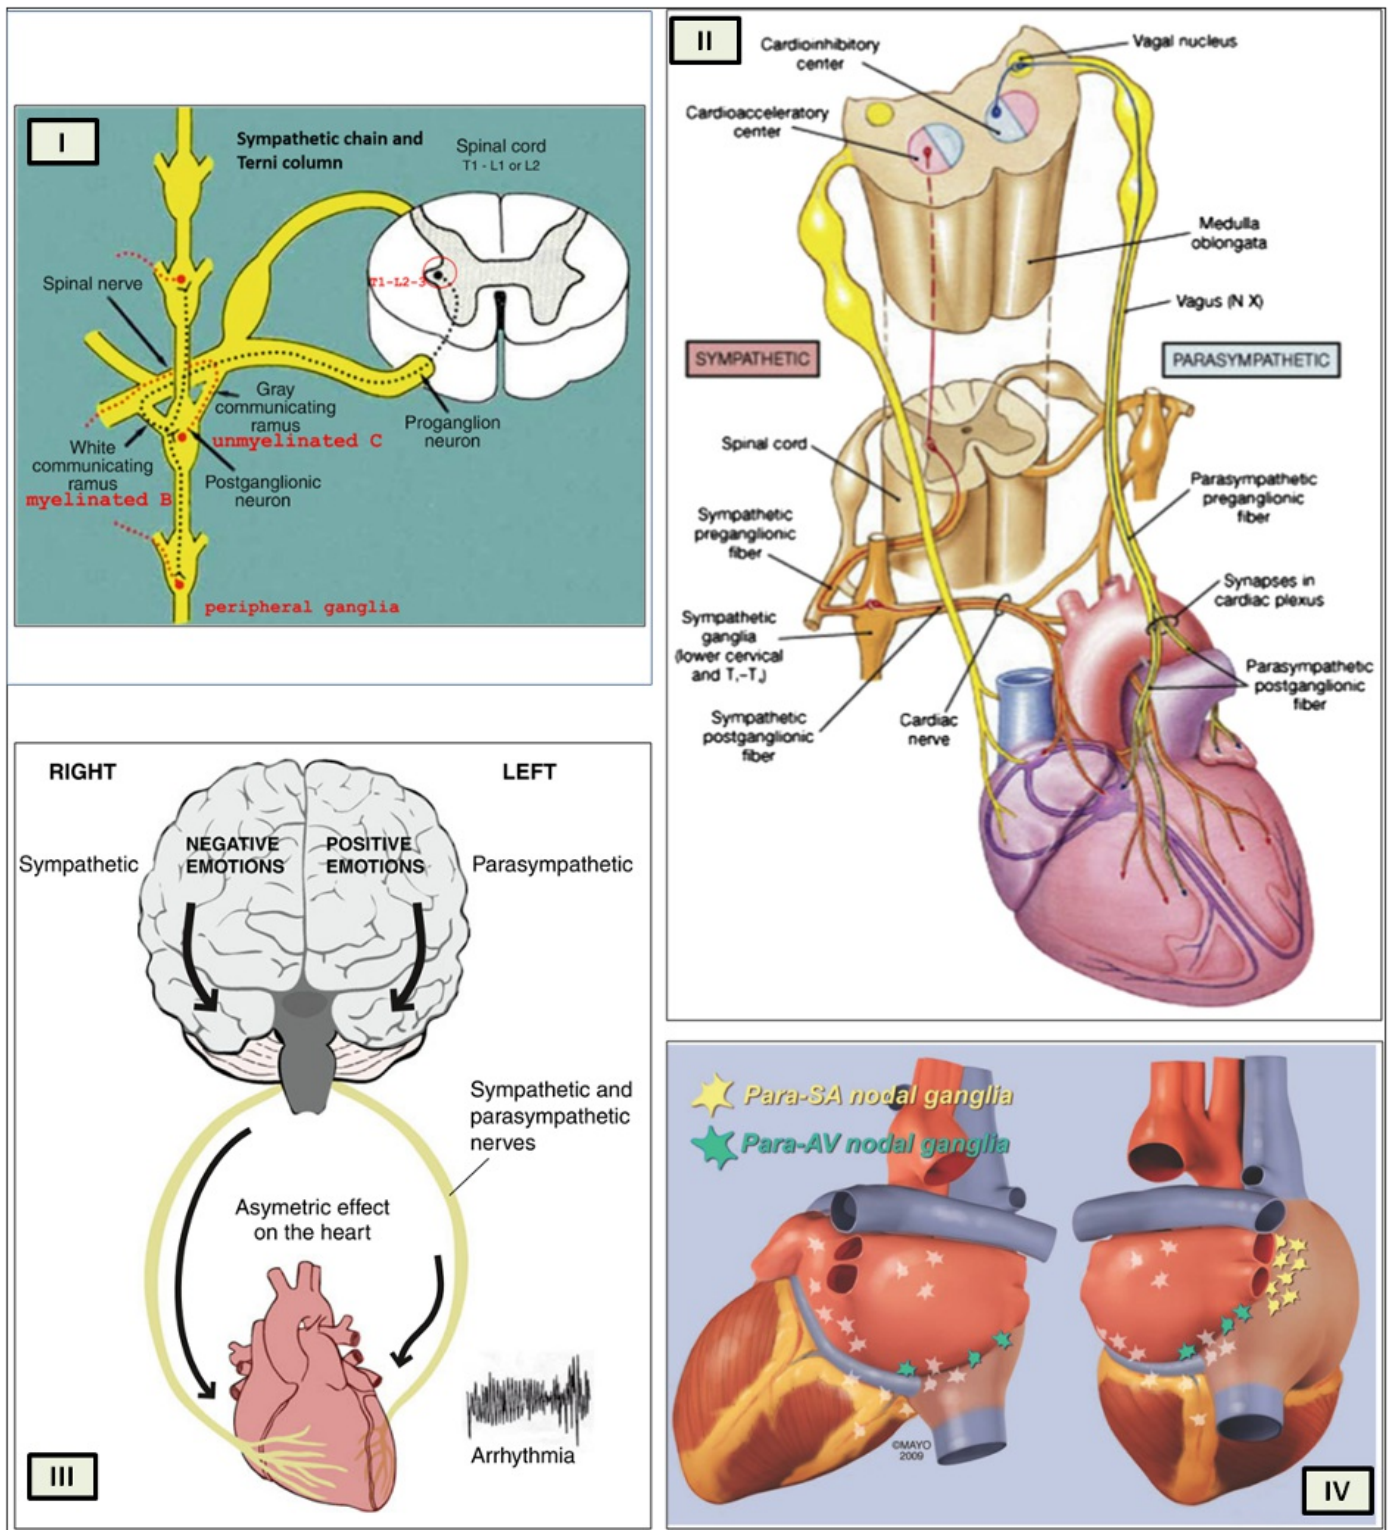 I
Sympathetic chain and
Terni column
Spinal cord
T1 - L1 or L2
T1-L2-3
Spinal nerve
Gray
communicating
ramus
unmyelinated C
Proganglion
neuron
White
communicating
ramus
myelinated B
Postganglionic
neuron
peripheral ganglia
II
Cardioinhibitory
center
Vagal nucleus
Cardioacceleratory
center
Medulla
oblongata
Vagus (N X)
SYMPATHETIC
PARASYMPATHETIC
Spinal cord
Sympathetic
preganglionic
fiber
Parasympathetic
preganglionic
fiber
Synapses in
cardiac plexus
Sympathetic
ganglia
(lower cervical
and T₁-T₄)
Parasympathetic
postganglionic
fiber
Sympathetic
postganglionic
fiber
Cardiac
nerve
RIGHT
LEFT
Sympathetic
NEGATIVE
EMOTIONS
POSITIVE
EMOTIONS
Parasympathetic
Sympathetic and
parasympathetic
nerves
Asymetric effect
on the heart
Arrhythmia
III
Para-SA nodal ganglia
Para-AV nodal ganglia
©MAYO
2009
IV